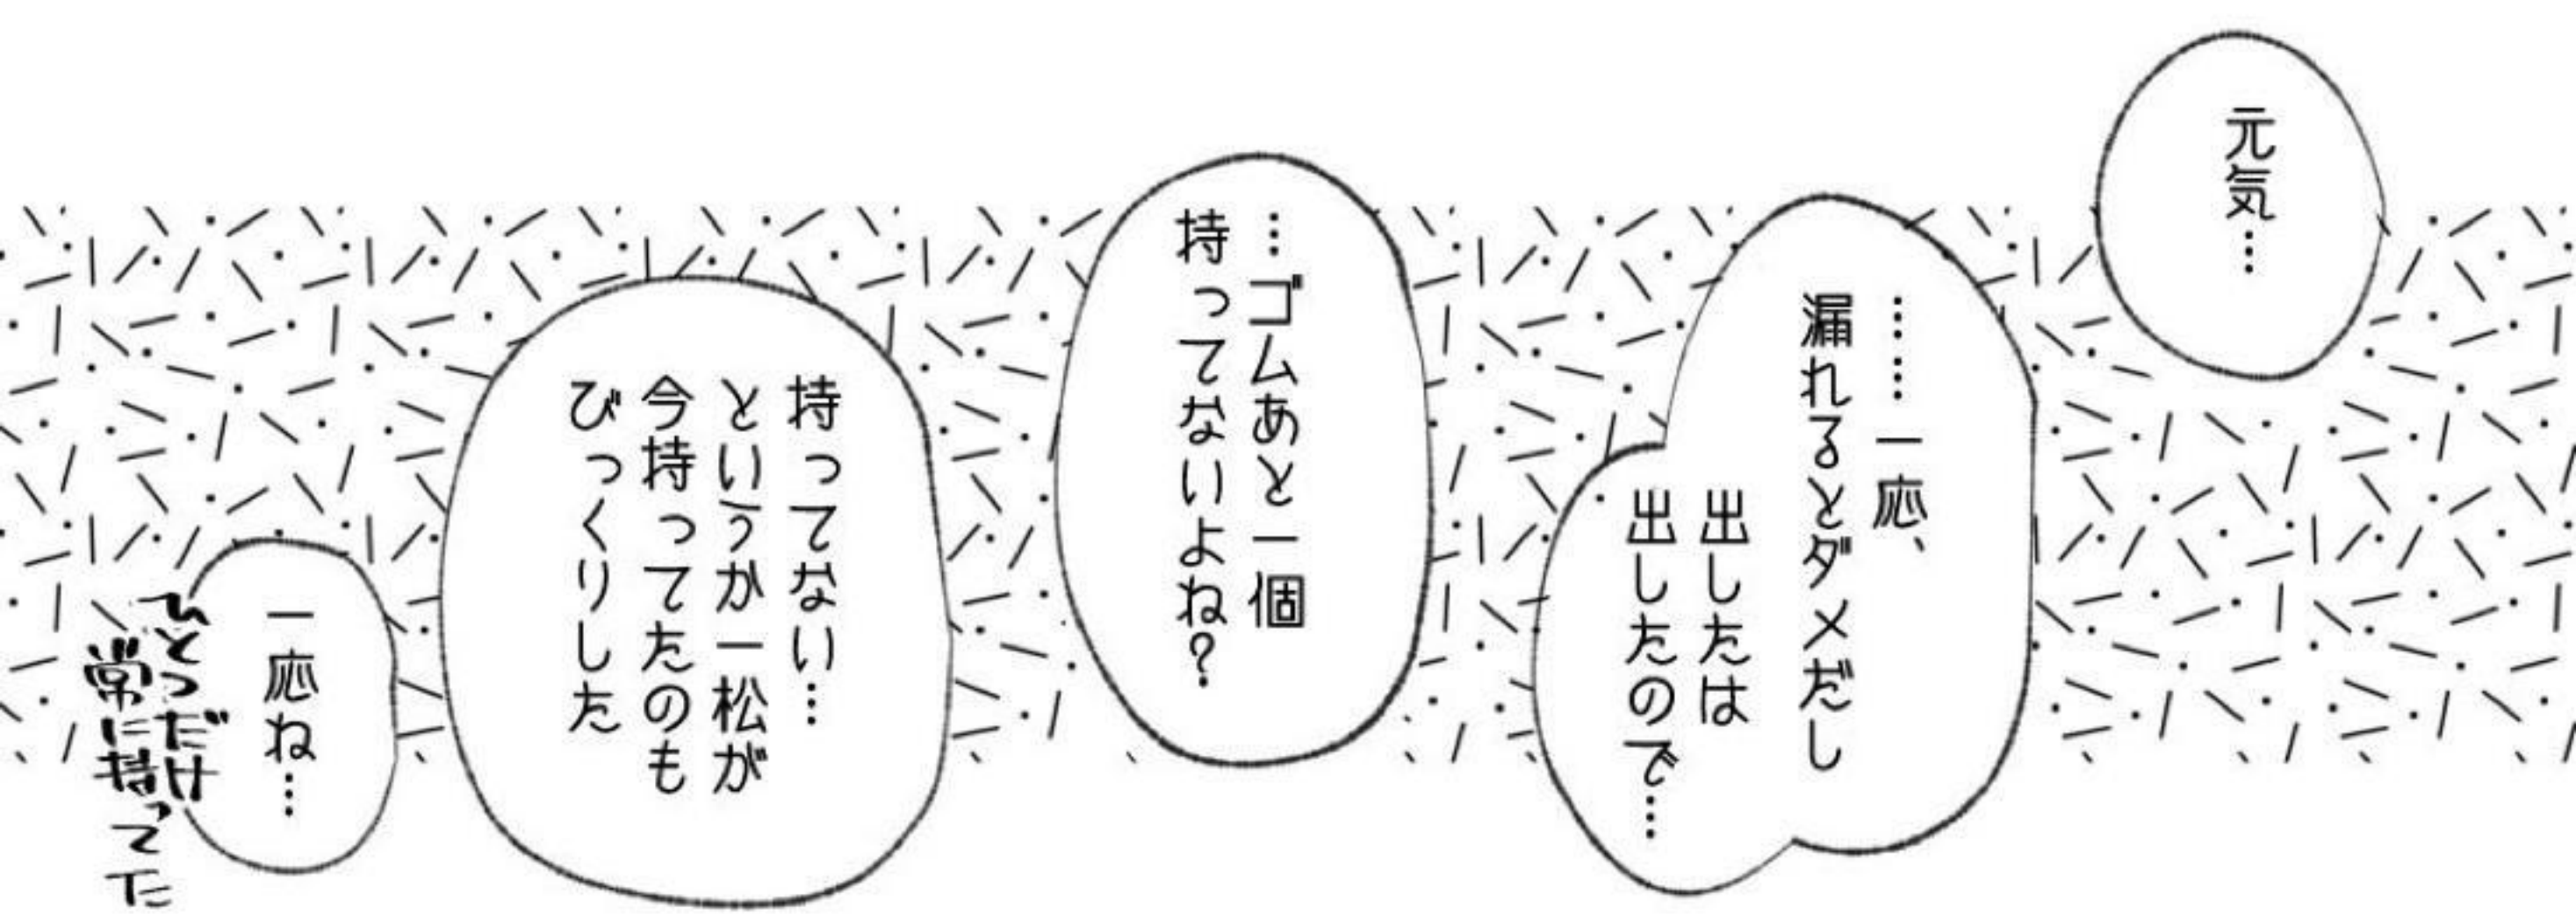 元気…
……一応、
漏れるとダメだし
出したは
出したので…
…ゴムあと一個
持ってないよね？
持ってない…
というか一松が
今持ってたのも
びっくりした
一応ね…
ひとつだけ
常に持ってた